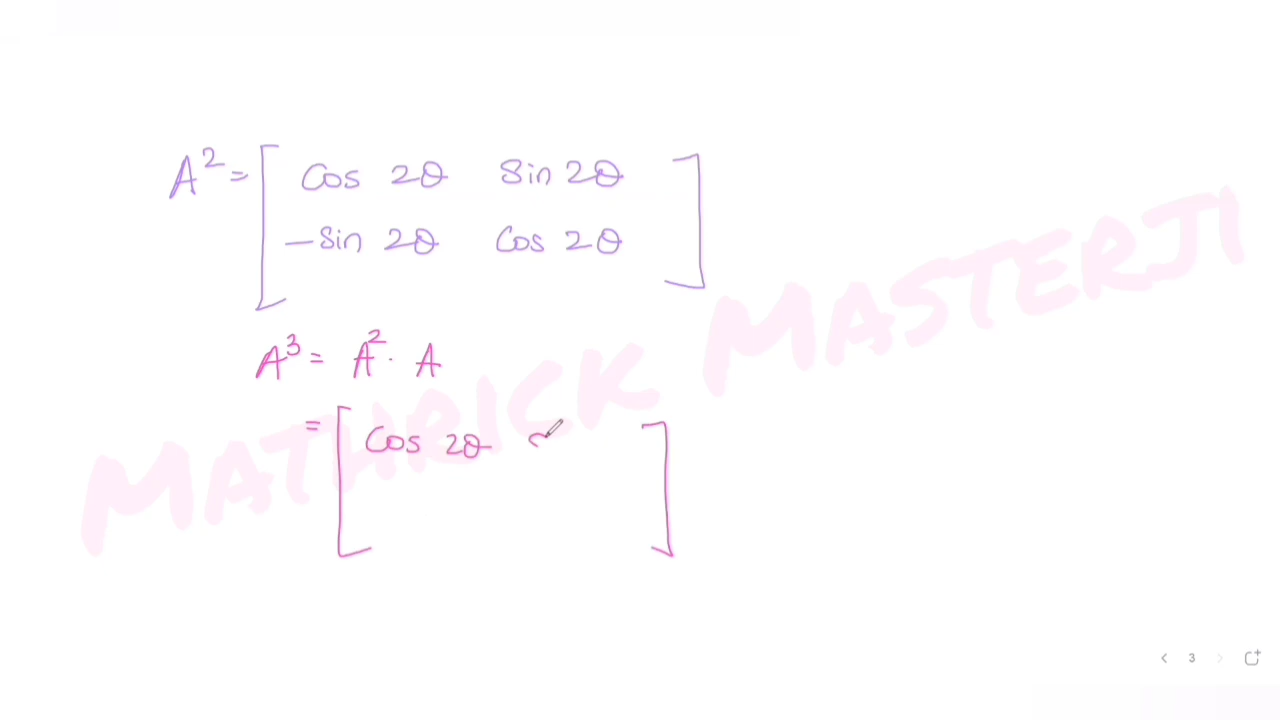 A² = [ Cos 2θ Sin 2θ
−Sin 2θ Cos 2θ ]
A³ = A² · A
= [ Cos 2θ ]
MATHRICK MASTERJI
< 3 >